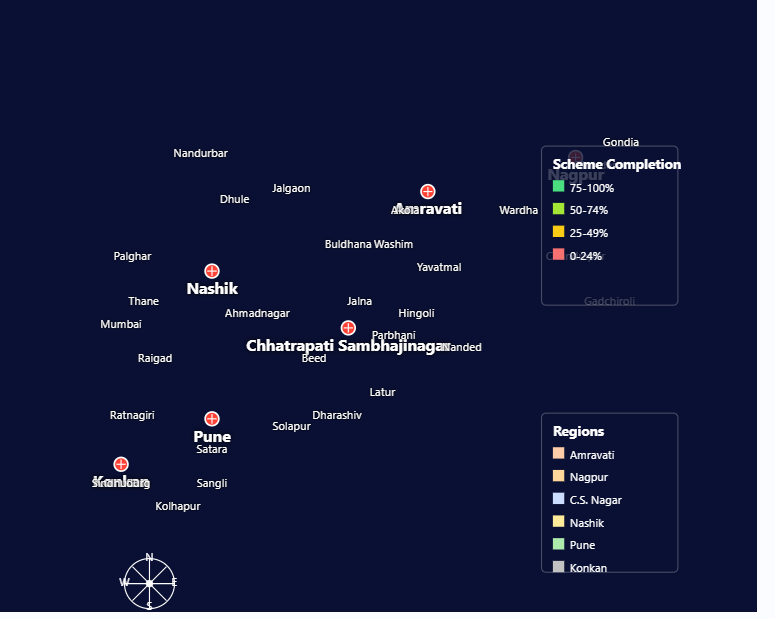 Gondia
Nandurbar
Scheme Completion
Nagpur
Jalgaon
75-100%
Dhule
Amravati
Akola
Wardha
50-74%
25-49%
Buldhana
Washim
Palghar
0-24%
Yavatmal
Nashik
Thane
Jalna
Gadchiroli
Ahmadnagar
Hingoli
Mumbai
Parbhani
Chhatrapati Sambhajinagar
Nanded
Raigad
Beed
Latur
Ratnagiri
Dharashiv
Solapur
Regions
Pune
Satara
Amravati
Nagpur
Konkan
Sangli
C.S. Nagar
Kolhapur
Nashik
Pune
Konkan
N
W
E
S